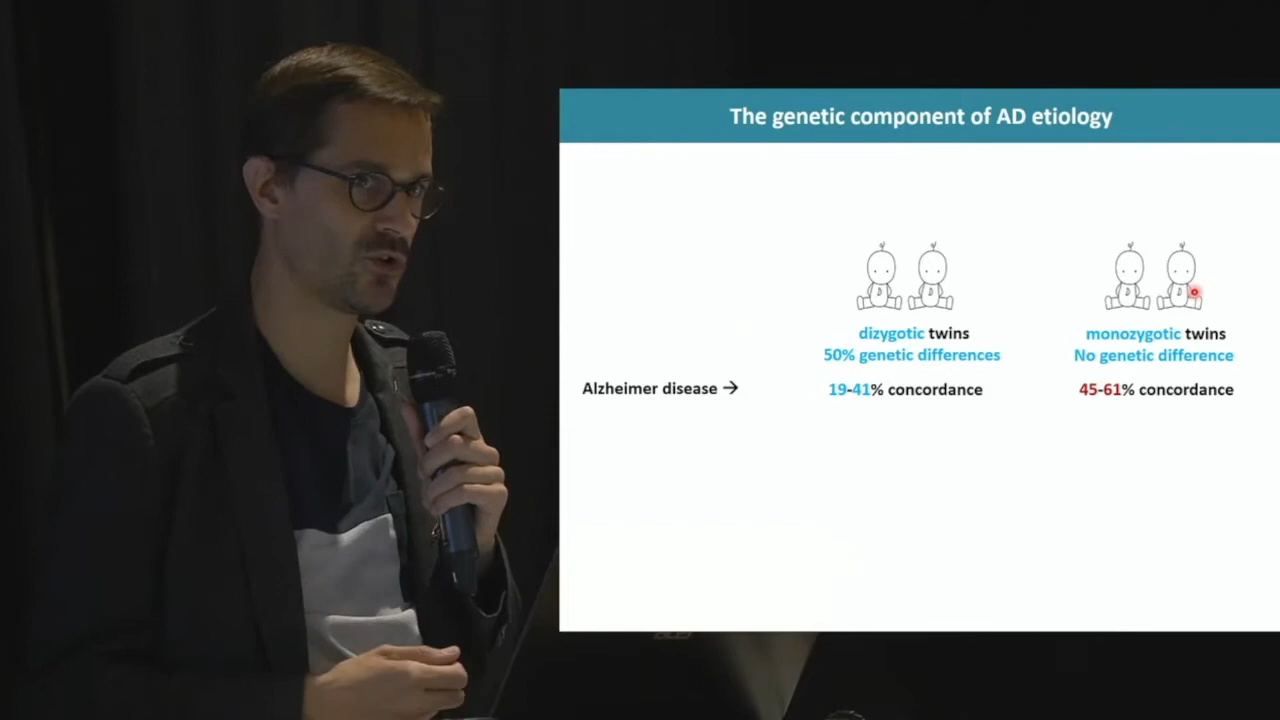 The genetic component of AD etiology
dizygotic twins
50% genetic differences
monozygotic twins
No genetic difference
Alzheimer disease → 19-41% concordance 45-61% concordance